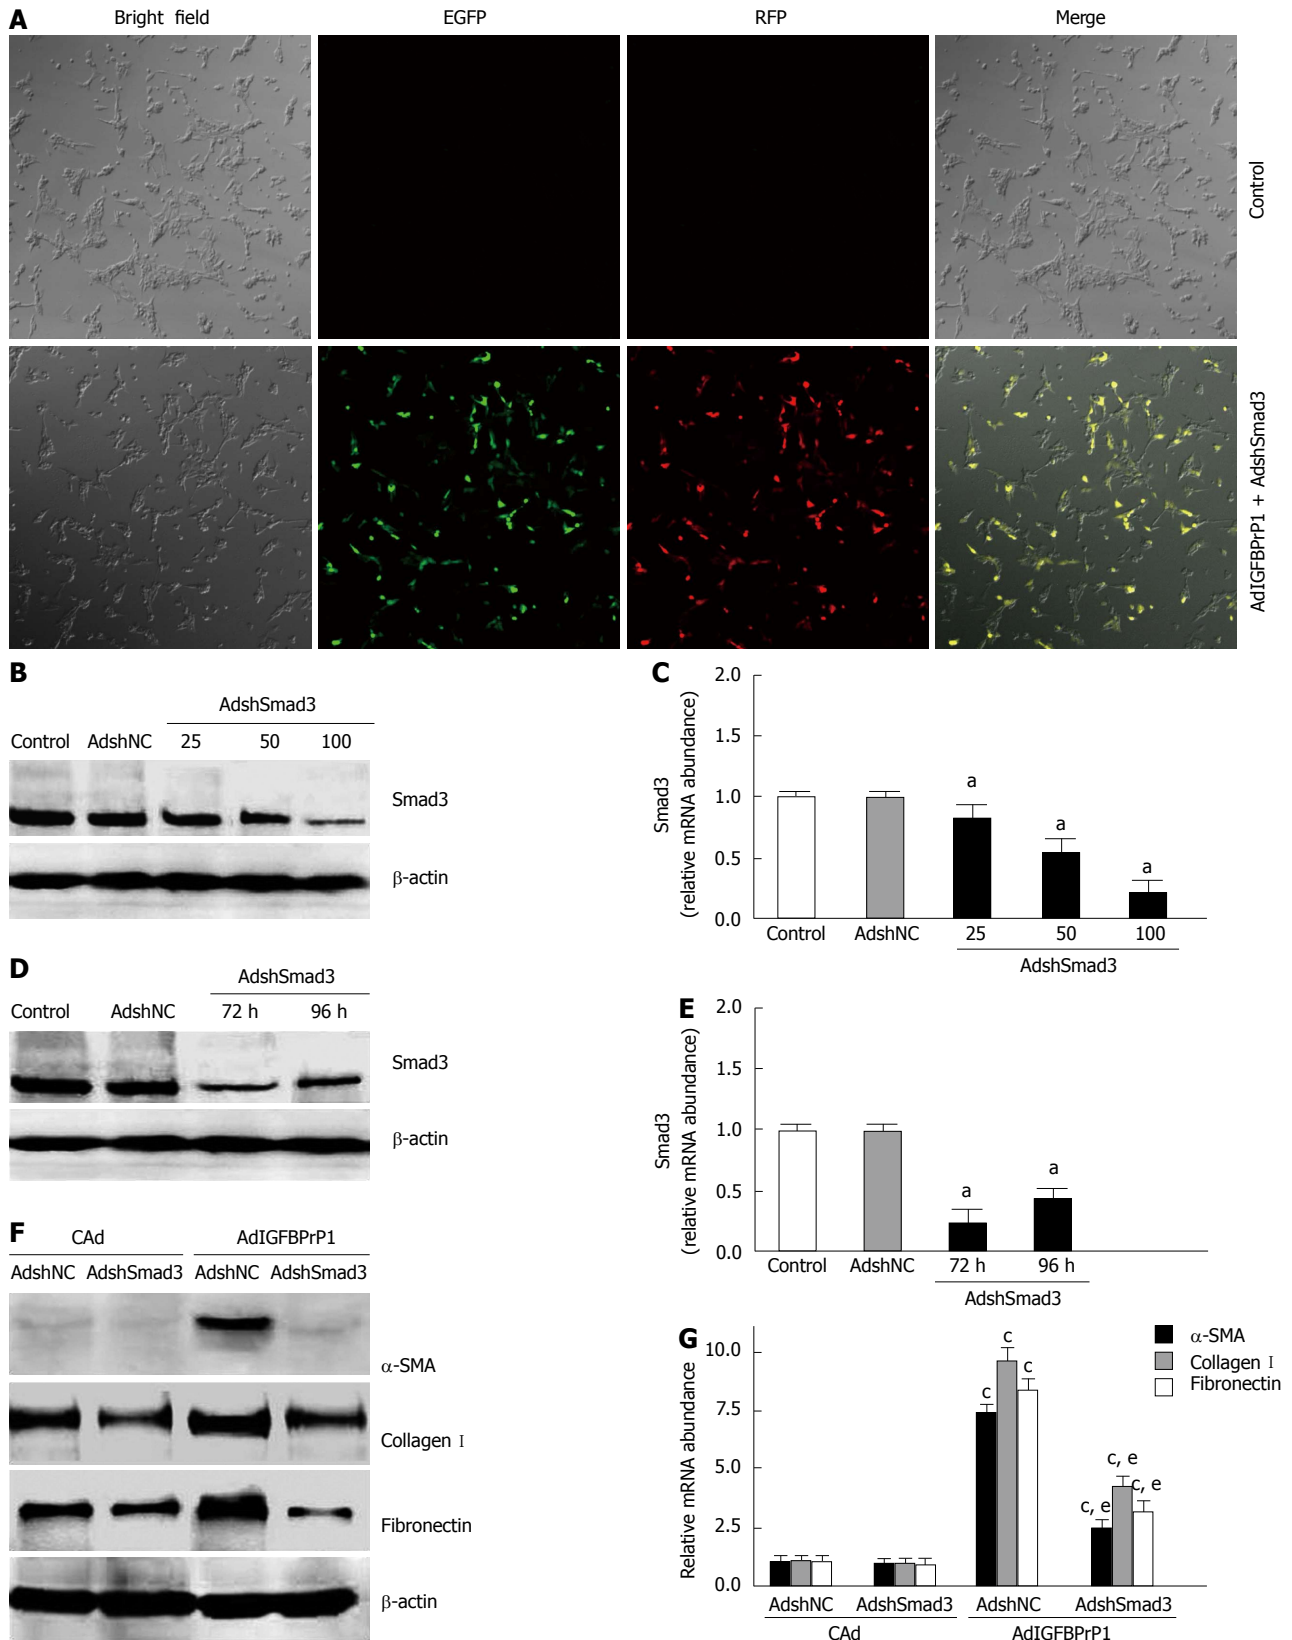 A
Bright field
EGFP
RFP
Merge
Control
AdIGFBPrP1 + AdshSmad3
B
AdshSmad3
Control AdshNC 25 50 100
Smad3
β-actin
C
Smad3
(relative mRNA abundance)
2.0
1.5
1.0
0.5
0.0
a
a
a
Control AdshNC 25 50 100
AdshSmad3
D
AdshSmad3
Control AdshNC 72 h 96 h
Smad3
β-actin
E
Smad3
(relative mRNA abundance)
2.0
1.5
1.0
0.5
0.0
a
a
Control AdshNC 72 h 96 h
AdshSmad3
F
CAd AdIGFBPrP1
AdshNC AdshSmad3 AdshNC AdshSmad3
α-SMA
Collagen Ⅰ
Fibronectin
β-actin
G
Relative mRNA abundance
10.0
7.5
5.0
2.5
0.0
c
c
c
c, e
c, e
c, e
α-SMA
Collagen Ⅰ
Fibronectin
AdshNC AdshSmad3 AdshNC AdshSmad3
CAd AdIGFBPrP1